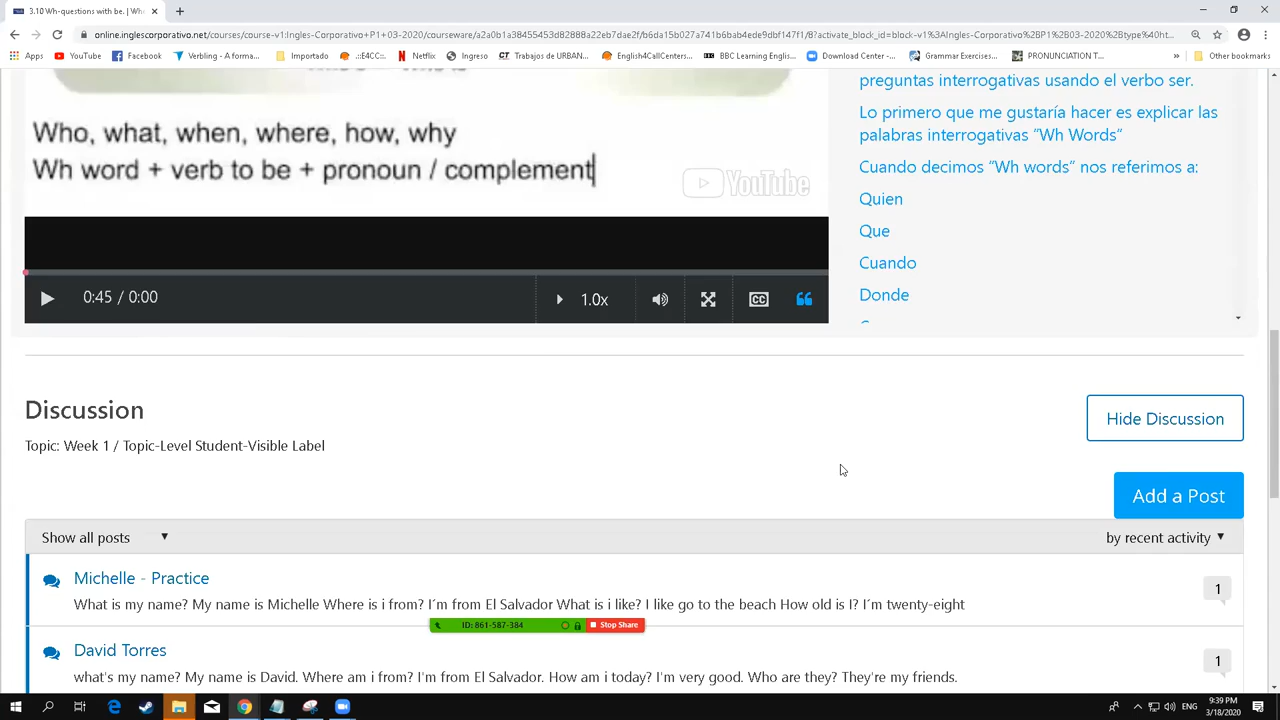 3.10 Wh-questions with be. | Wh
online.inglescorporativo.net/courses/course-v1:Ingles-Corporativo+P1+03-2020/courseware/a2a0b1a38455453d82888a22eb7dae2f/b6da15b027a741b6bab4edefdbf147f1/8?activate_block_id=block-v1%3AIngles-Corporativo%2BP1%2B03-2020%2Btype%40ht...
Apps YouTube Facebook Verbling - A forma... Importado .::E4CC::. Netflix Ingreso Trabajos de URBAN... English4CallCenters... BBC Learning Englis... Download Center -... Grammar Exercises... PRONUNCIATION T... » Other bookmarks
preguntas interrogativas usando el verbo ser.
Lo primero que me gustaría hacer es explicar las
palabras interrogativas “Wh Words“
Cuando decimos “Wh words” nos referimos a:
Quien
Que
Cuando
Donde
Who, what, when, where, how, why
Wh word + verb to be + pronoun / complement
YouTube
0:45 / 0:00
1.0x
CC
Discussion
Hide Discussion
Topic: Week 1 / Topic-Level Student-Visible Label
Add a Post
Show all posts
by recent activity
Michelle - Practice
1
What is my name? My name is Michelle Where is i from? I´m from El Salvador What is i like? I like go to the beach How old is I? I´m twenty-eight
ID: 861-587-384
Stop Share
David Torres
1
what's my name? My name is David. Where am i from? I'm from El Salvador. How am i today? I'm very good. Who are they? They're my friends.
ENG
9:39 PM
3/18/2020